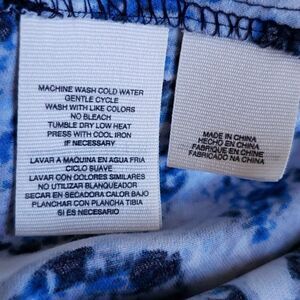 MACHINE WASH COLD WATER
GENTLE CYCLE
WASH WITH LIKE COLORS
NO BLEACH
TUMBLE DRY LOW HEAT
PRESS WITH COOL IRON
IF NECESSARY
LAVAR A MAQUINA EN AGUA FRIA
CICLO SUAVE
LAVAR CON COLORES SIMILARES
NO UTILIZAR BLANQUEADOR
SECAR EN SECADORA CALOR BAJO
PLANCHAR CON PLANCHA TIBIA
SI ES NECESARIO
MADE IN CHINA
HECHO EN CHINA
FABRIQUE EN CHINE
FABRICADO NA CHINA